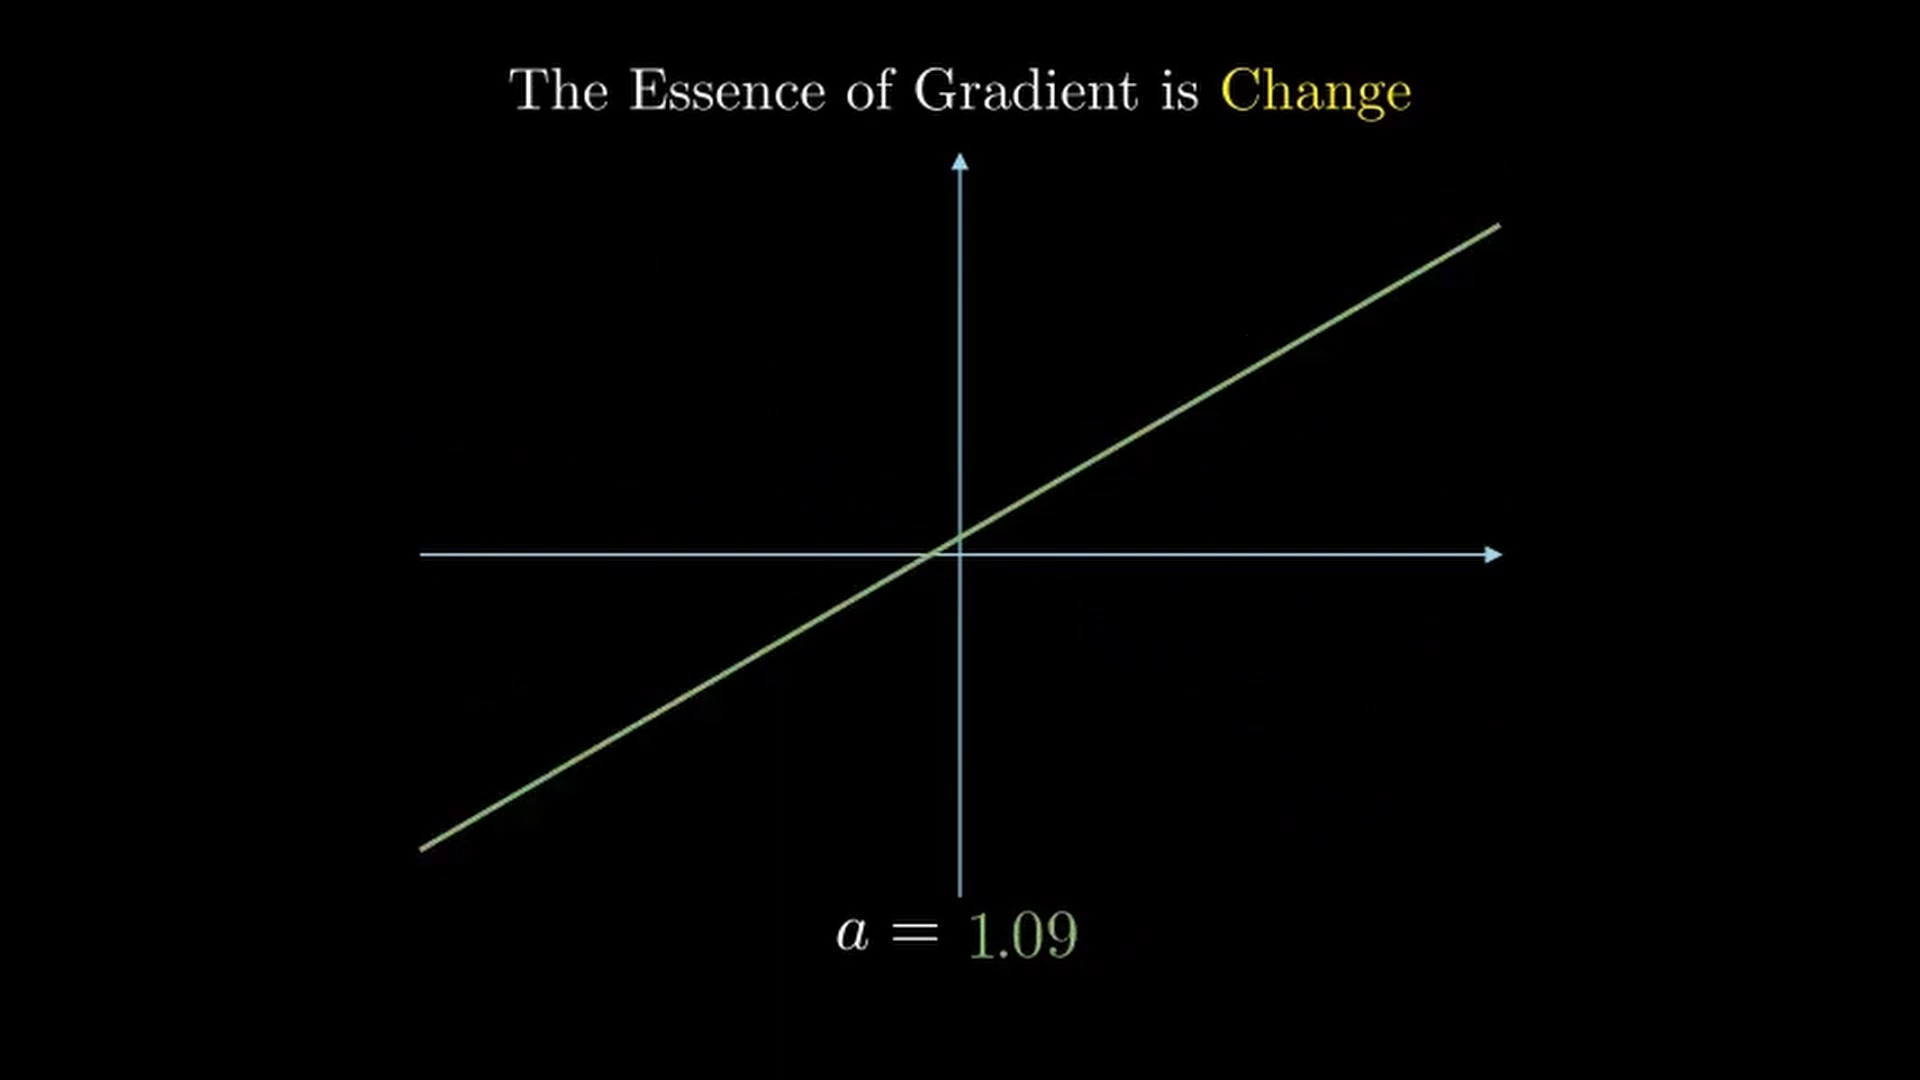 The Essence of Gradient is Change
a = 1.09